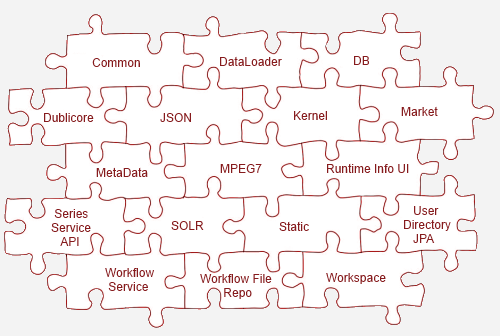 Common
DataLoader
DB
Dublicore
JSON
Kernel
Market
MetaData
MPEG7
Runtime Info UI
Series
Service
API
SOLR
Static
User
Directory
JPA
Workflow
Service
Workflow File
Repo
Workspace